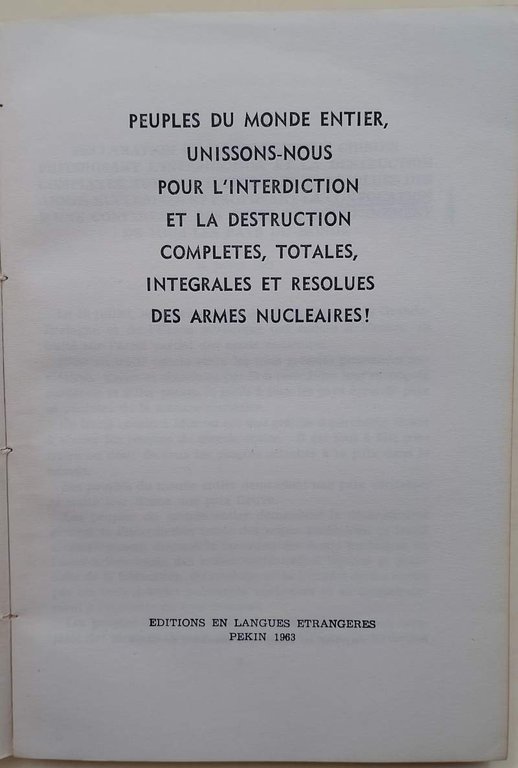 PEUPLES DU MONDE ENTIER,
UNISSONS-NOUS
POUR L'INTERDICTION
ET LA DESTRUCTION
COMPLETES, TOTALES,
INTEGRALES ET RESOLUES
DES ARMES NUCLEAIRES!
EDITIONS EN LANGUES ETRANGERES
PEKIN 1963